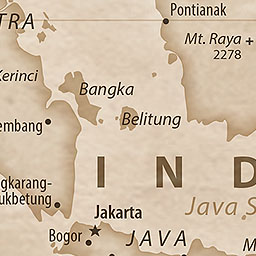 TRA
Pontianak
Mt. Raya +
2278
Kerinci
Bangka
Belitung
embang
I N D
gkarang-
ukbetung
Java S
Jakarta
Bogor
JAVA
M